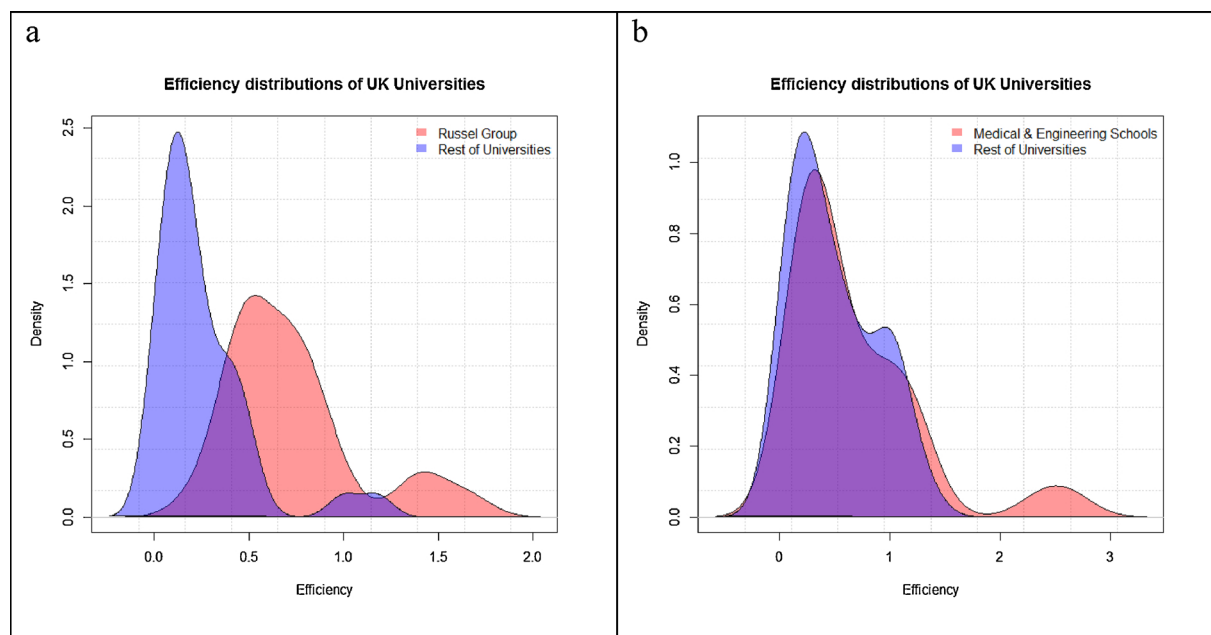 a
Efficiency distributions of UK Universities
Russel Group
Rest of Universities
2.5
2.0
1.5
1.0
0.5
0.0
Density
0.0 0.5 1.0 1.5 2.0
Efficiency
b
Efficiency distributions of UK Universities
Medical & Engineering Schools
Rest of Universities
1.0
0.8
0.6
0.4
0.2
0.0
Density
0 1 2 3
Efficiency